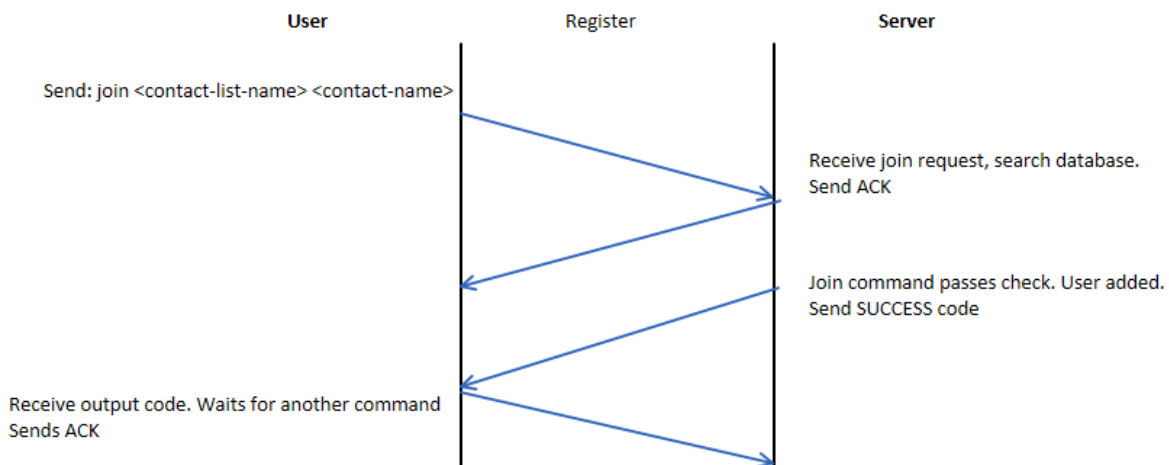 User
Register
Server
Send: join <contact-list-name> <contact-name>
Receive join request, search database.
Send ACK
Join command passes check. User added.
Send SUCCESS code
Receive output code. Waits for another command
Sends ACK